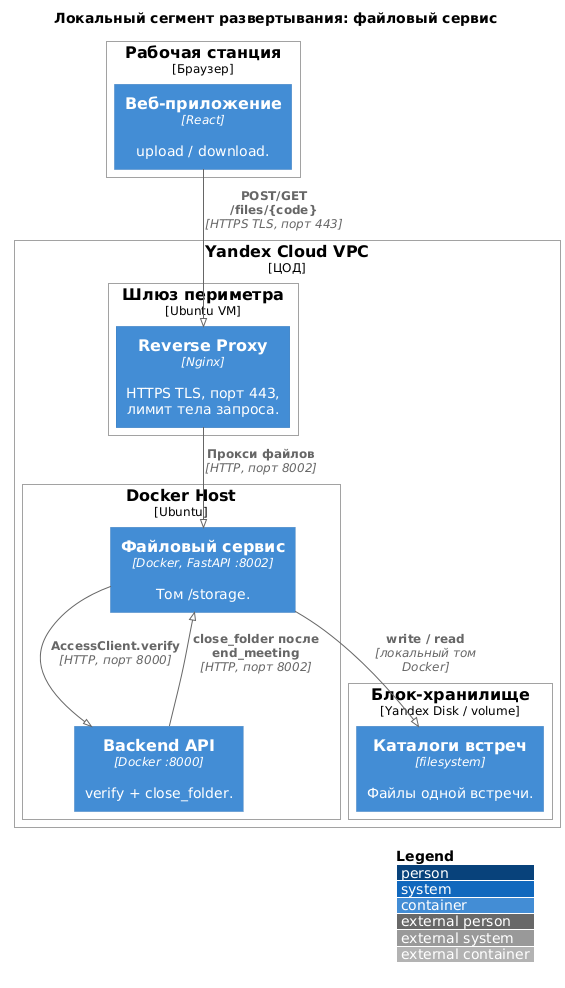 Локальный сегмент развертывания: файловый сервис
Рабочая станция
[Браузер]
Веб-приложение
[React]
upload / download.
POST/GET
/files/{code}
[HTTPS TLS, порт 443]
Yandex Cloud VPC
[ЦОД]
Шлюз периметра
[Ubuntu VM]
Reverse Proxy
[Nginx]
HTTPS TLS, порт 443,
лимит тела запроса.
Прокси файлов
[HTTP, порт 8002]
Docker Host
[Ubuntu]
Файловый сервис
[Docker, FastAPI :8002]
Том /storage.
AccessClient.verify
[HTTP, порт 8000]
close_folder после
end_meeting
[HTTP, порт 8002]
write / read
[локальный том
Docker]
Блок-хранилище
[Yandex Disk / volume]
Backend API
[Docker :8000]
verify + close_folder.
Каталоги встреч
[filesystem]
Файлы одной встречи.
Legend
person
system
container
external person
external system
external container